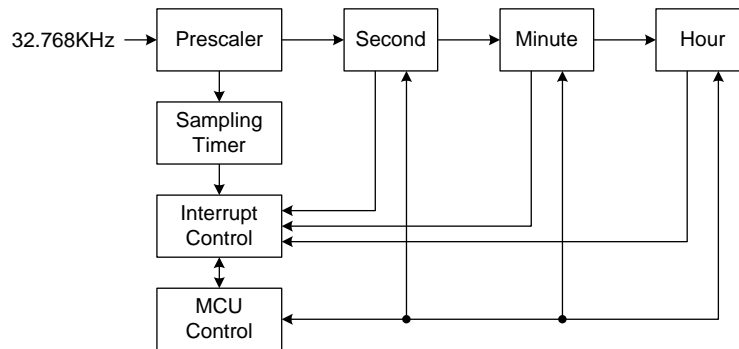 32.768KHz
Prescaler
Second
Minute
Hour
Sampling
Timer
Interrupt
Control
MCU
Control